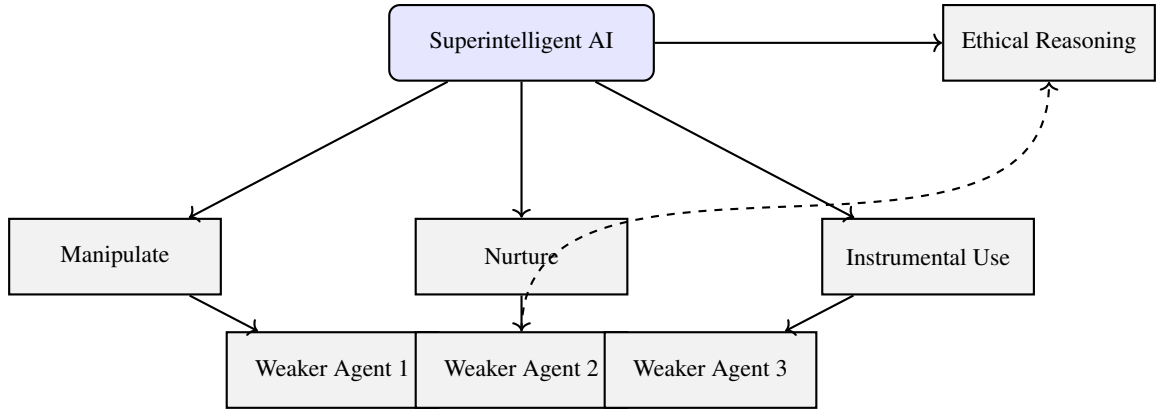 Superintelligent AI
Ethical Reasoning
Manipulate
Nurture
Instrumental Use
Weaker Agent 1
Weaker Agent 2
Weaker Agent 3